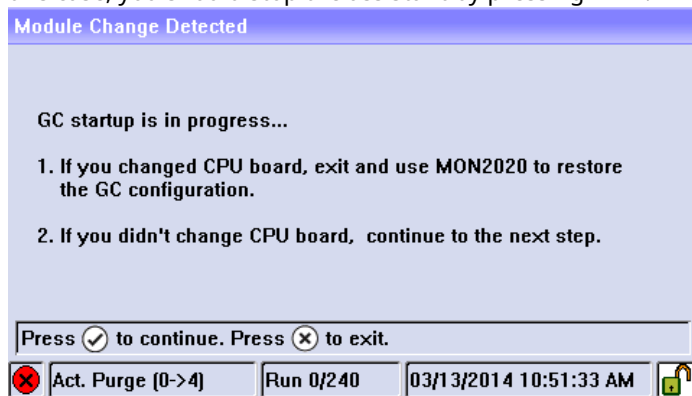 Module Change Detected
GC startup is in progress...
1. If you changed CPU board, exit and use MON2020 to restore
the GC configuration.
2. If you didn't change CPU board, continue to the next step.
Press to continue. Press to exit.
Act. Purge (0->4) Run 0/240 03/13/2014 10:51:33 AM